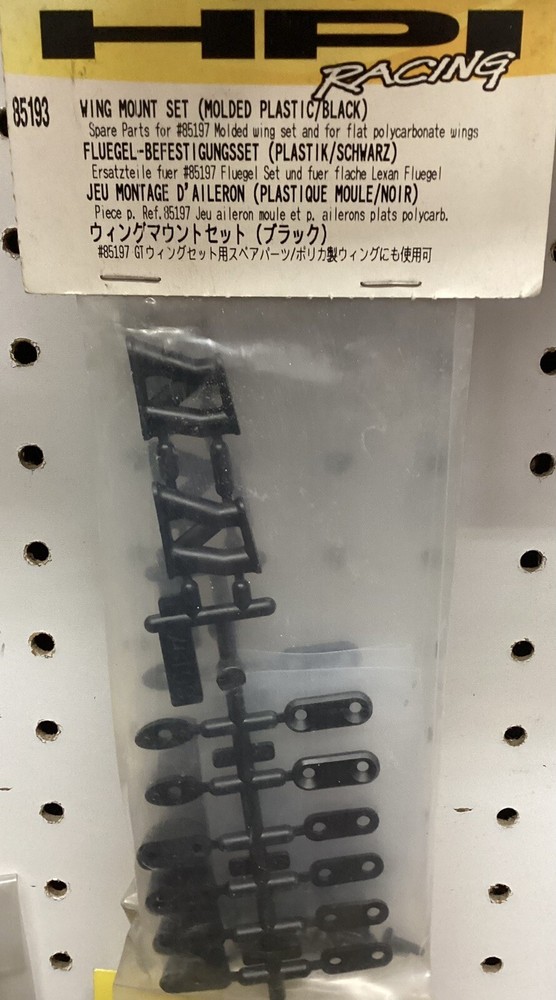 HPI
RACING
85193
WING MOUNT SET (MOLDED PLASTIC/BLACK)
Spare Parts for #85197 Molded wing set and for flat polycarbonate wings
FLUEGEL-BEFESTIGUNGSSET (PLASTIK/SCHWARZ)
Ersatzteile fuer #85197 Fluegel Set und fuer flache Lexan Fluegel
JEU MONTAGE D'AILERON (PLASTIQUE MOULE/NOIR)
Piece p. Ref.85197 Jeu aileron moule et p. ailerons plats polycarb.
ウィングマウントセット (ブラック)
#85197 GTウィングセット用スペアパーツ/ポリカ製ウィングにも使用可